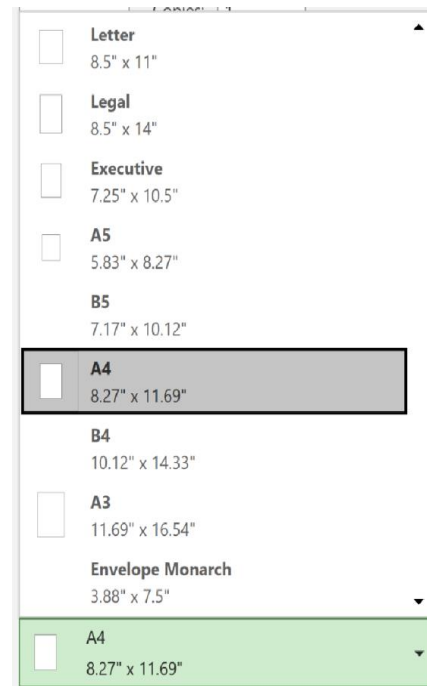 Letter
8.5" x 11"
Legal
8.5" x 14"
Executive
7.25" x 10.5"
A5
5.83" x 8.27"
B5
7.17" x 10.12"
A4
8.27" x 11.69"
B4
10.12" x 14.33"
A3
11.69" x 16.54"
Envelope Monarch
3.88" x 7.5"
A4
8.27" x 11.69"